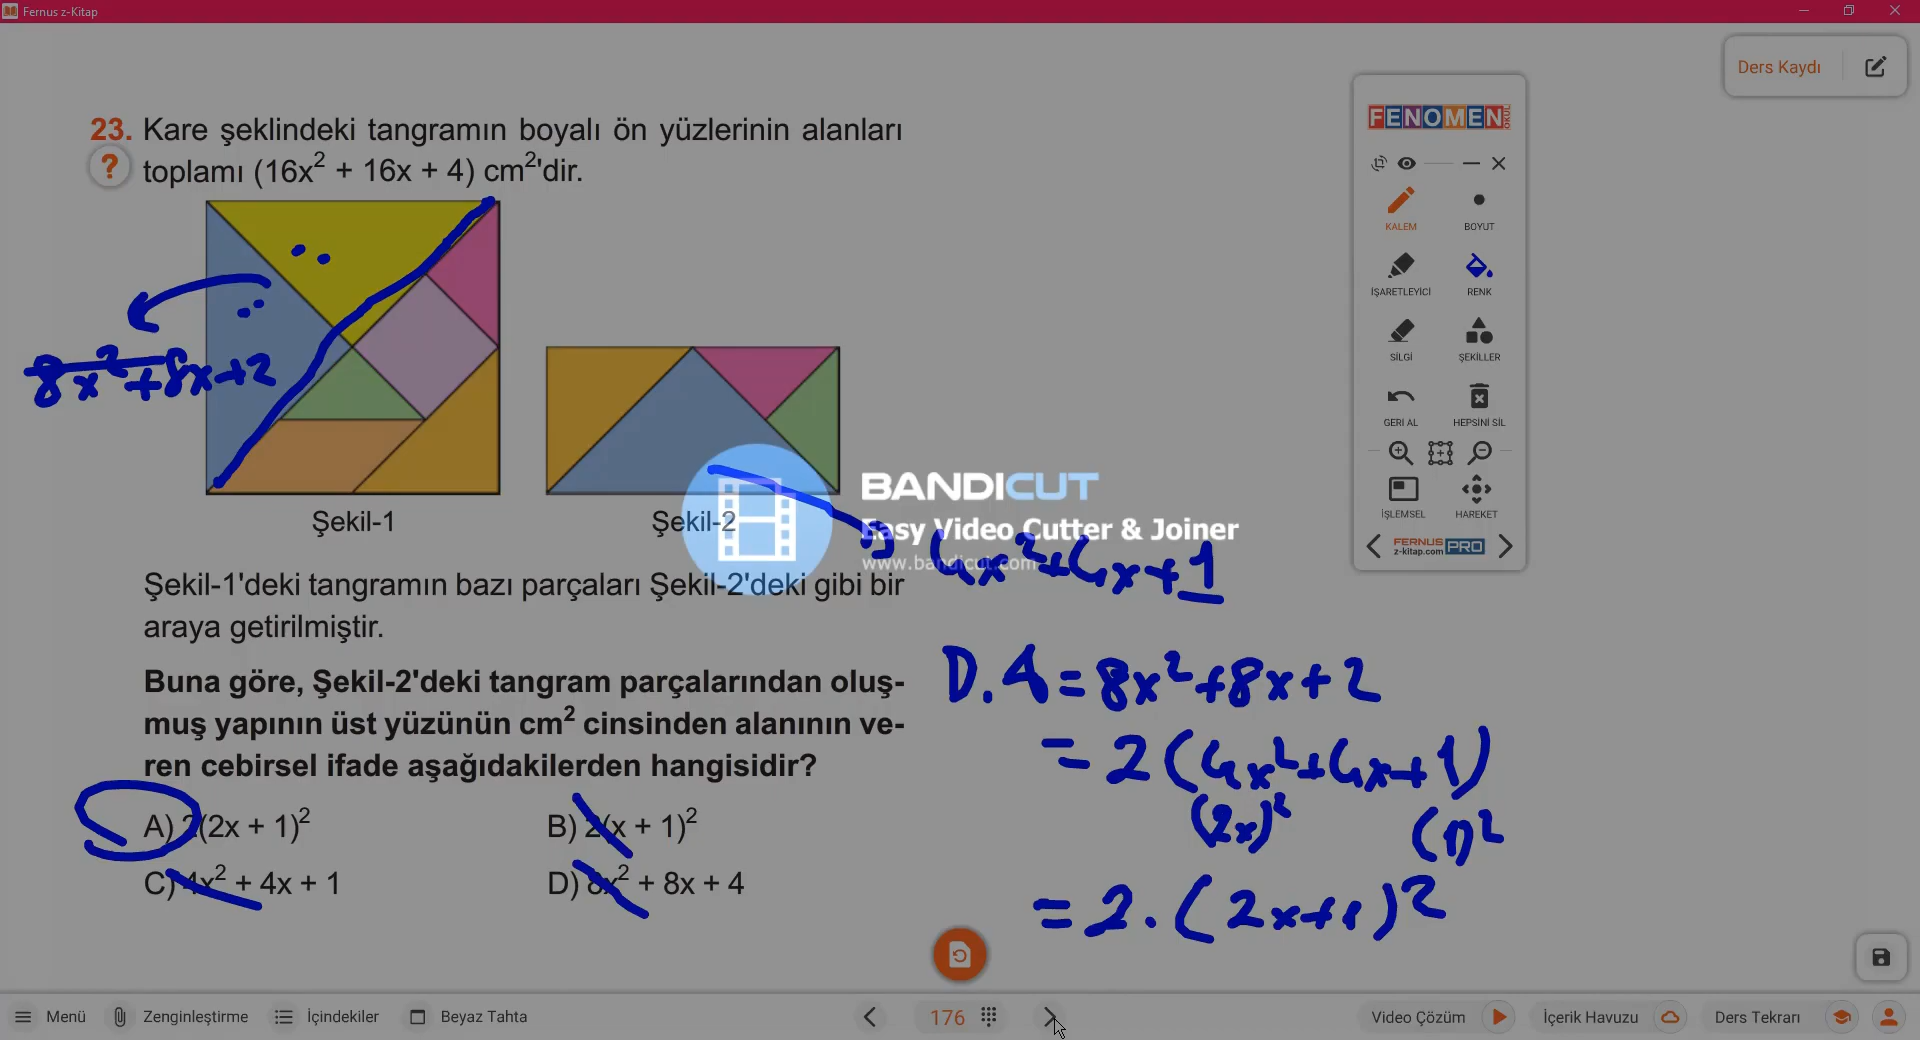 Fernus z-Kitap
Ders Kaydı
23. Kare şeklindeki tangramın boyalı ön yüzlerinin alanları
? toplamı (16x² + 16x + 4) cm²'dir.
8x²+8x+2
Şekil-1
Şekil-2
BANDICUT
Easy Video Cutter & Joiner
www.bandicut.com
4x²+4x+1
Şekil-1'deki tangramın bazı parçaları Şekil-2'deki gibi bir
araya getirilmiştir.
Buna göre, Şekil-2'deki tangram parçalarından oluş-
muş yapının üst yüzünün cm² cinsinden alanının ve-
ren cebirsel ifade aşağıdakilerden hangisidir?
A) 2(2x + 1)²
B) 2(x + 1)²
C) 4x² + 4x + 1
D) 8x² + 8x + 4
D.A = 8x²+8x+2
= 2(4x²+4x+1)
(2x)² (1)²
= 2.(2x+1)²
FENOMEN OKUL
KALEM
BOYUT
İŞARETLEYİCİ
RENK
SİLGİ
ŞEKİLLER
GERİ AL
HEPSİNİ SİL
İŞLEMSEL
HAREKET
FERNUS
z-kitap.com PRO
Menü
Zenginleştirme
İçindekiler
Beyaz Tahta
176
Video Çözüm
İçerik Havuzu
Ders Tekrarı